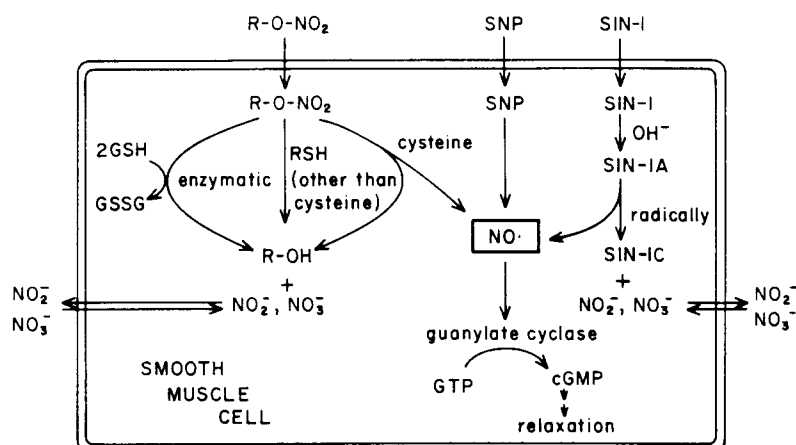 R-O-NO₂ SNP SIN-I
R-O-NO₂ SNP SIN-I
cysteine OH⁻
2GSH RSH SIN-IA
enzymatic (other than
GSSG cysteine) radically
NO·
R-OH SIN-IC
+ +
NO₂⁻ NO₂⁻, NO₃⁻ NO₂⁻, NO₃⁻ NO₂⁻
NO₃⁻ NO₃⁻
guanylate cyclase
SMOOTH
MUSCLE GTP cGMP
CELL
relaxation